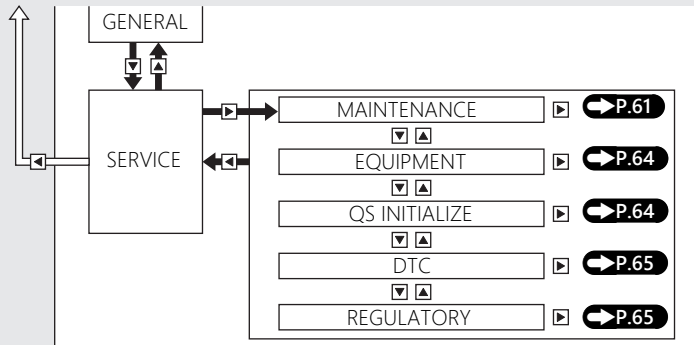 GENERAL
SERVICE
MAINTENANCE P.61
EQUIPMENT P.64
QS INITIALIZE P.64
DTC P.65
REGULATORY P.65